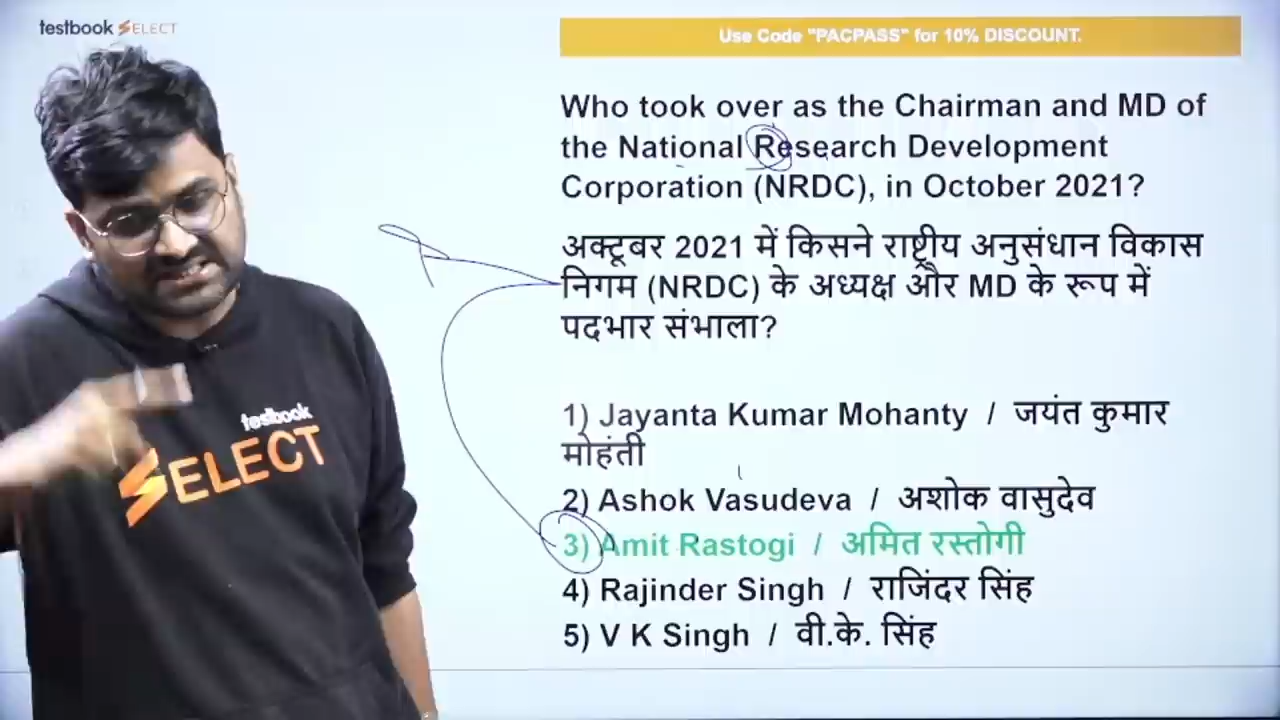 testbook SELECT
Use Code "PACPASS" for 10% DISCOUNT.
Who took over as the Chairman and MD of
the National Research Development
Corporation (NRDC), in October 2021?
अक्टूबर 2021 में किसने राष्ट्रीय अनुसंधान विकास
निगम (NRDC) के अध्यक्ष और MD के रूप में
पदभार संभाला?
1) Jayanta Kumar Mohanty / जयंत कुमार
मोहंती
2) Ashok Vasudeva / अशोक वासुदेव
3) Amit Rastogi / अमित रस्तोगी
4) Rajinder Singh / राजिंदर सिंह
5) V K Singh / वी.के. सिंह
testbook
SELECT